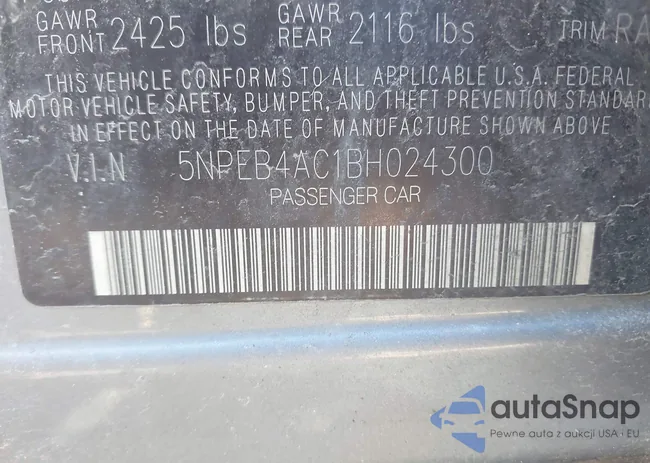 GAWR
FRONT 2425 lbs GAWR
REAR 2116 lbs TRIM RA
THIS VEHICLE CONFORMS TO ALL APPLICABLE U.S.A. FEDERAL
MOTOR VEHICLE SAFETY, BUMPER, AND THEFT PREVENTION STANDAR
IN EFFECT ON THE DATE OF MANUFACTURE SHOWN ABOVE
V.I.N 5NPEB4AC1BH024300
PASSENGER CAR
autaSnap
Pewne auta z aukcji USA · EU